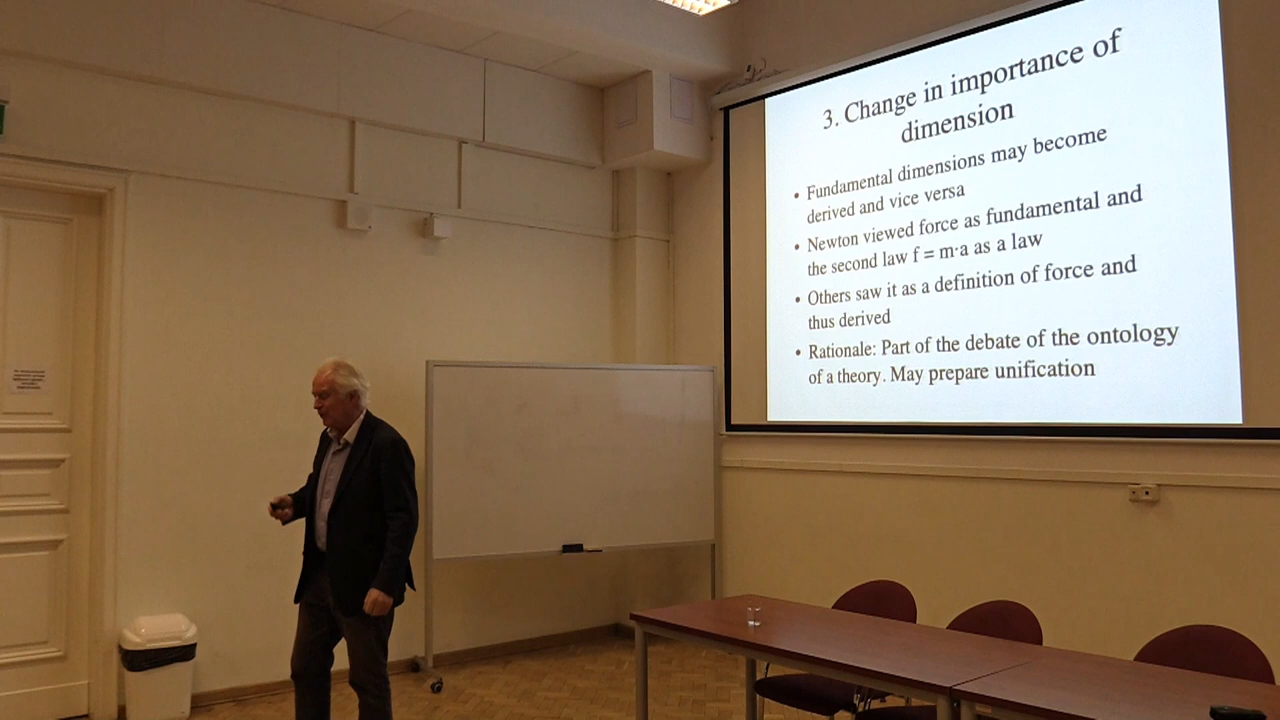 3. Change in importance of
dimension
• Fundamental dimensions may become
derived and vice versa
• Newton viewed force as fundamental and
the second law f = m·a as a law
• Others saw it as a definition of force and
thus derived
• Rationale: Part of the debate of the ontology
of a theory. May prepare unification